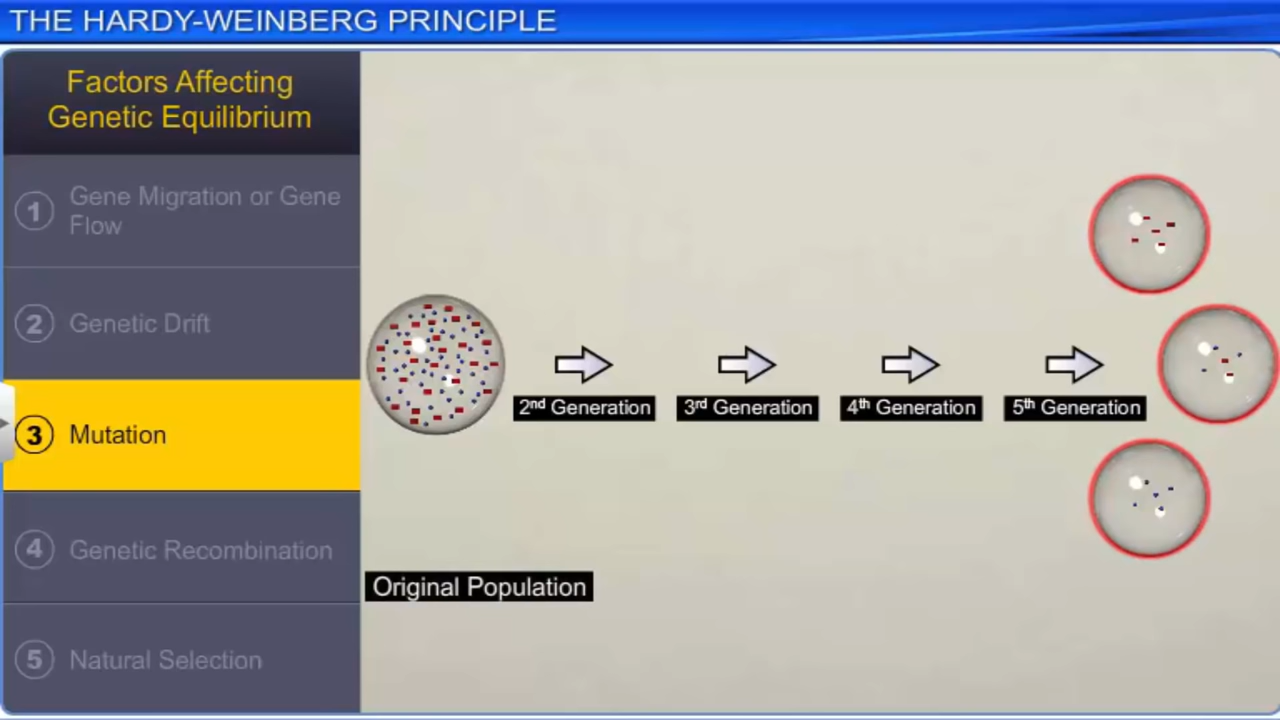 THE HARDY-WEINBERG PRINCIPLE
Factors Affecting
Genetic Equilibrium
1 Gene Migration or Gene
Flow
2 Genetic Drift
3 Mutation
4 Genetic Recombination
5 Natural Selection
2nd Generation
3rd Generation
4th Generation
5th Generation
Original Population